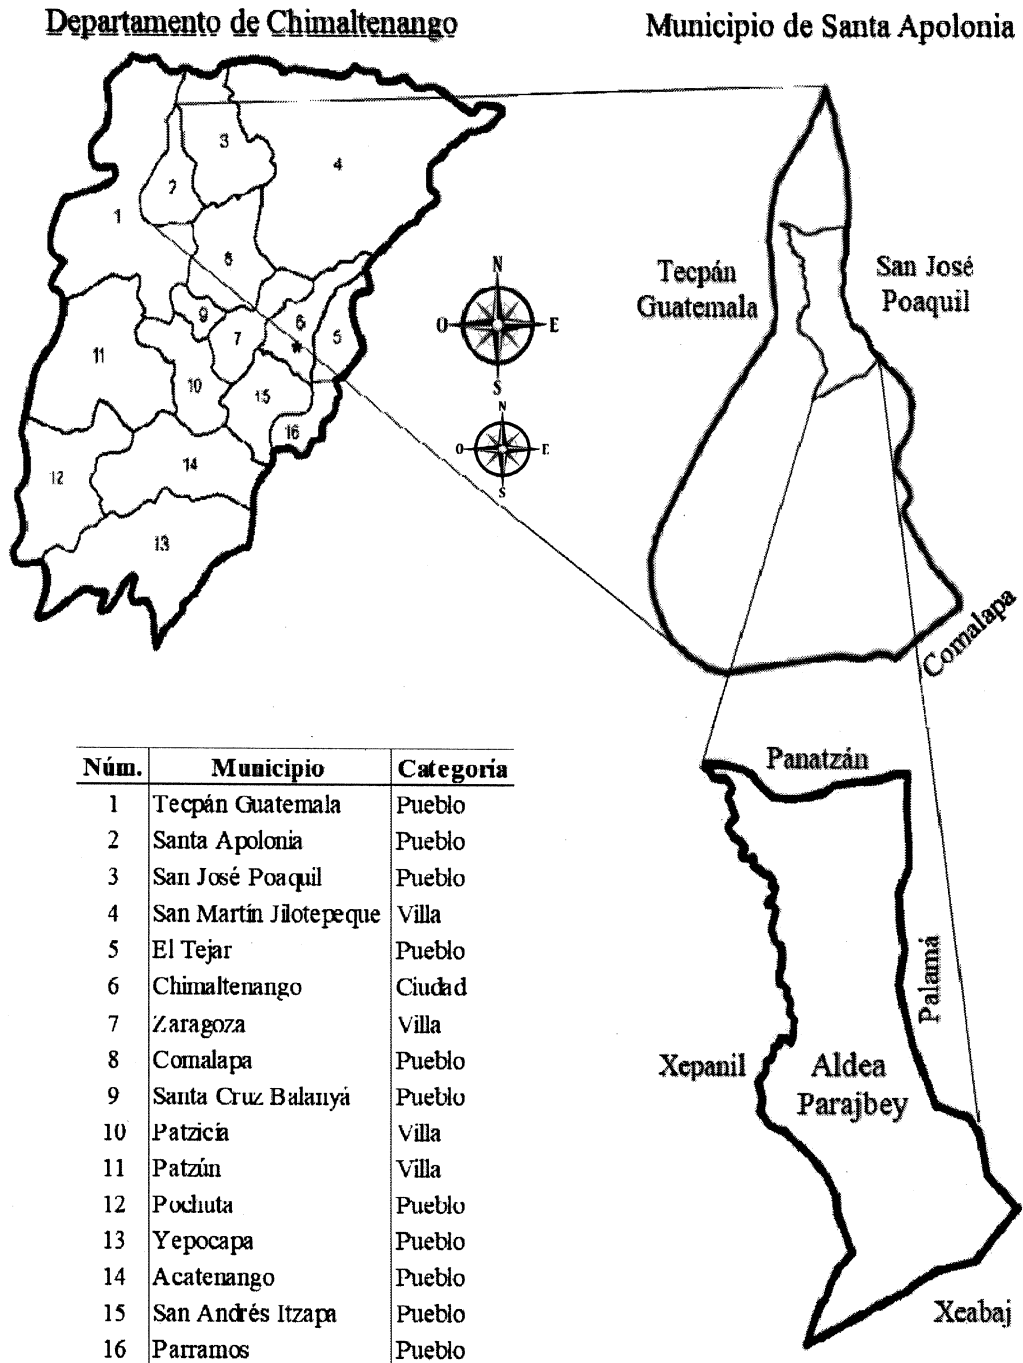 Departamento de Chimaltenango
Municipio de Santa Apolonia
1
2
3
4
8
9
7
6
5
11
10
15
16
12
14
13
N
O
E
S
N
O
E
S
Tecpán
Guatemala
San José
Poaquil
Comalapa
Núm. Municipio Categoría
1 Tecpán Guatemala Pueblo
2 Santa Apolonia Pueblo
3 San José Poaquil Pueblo
4 San Martín Jilotepeque Villa
5 El Tejar Pueblo
6 Chimaltenango Ciudad
7 Zaragoza Villa
8 Comalapa Pueblo
9 Santa Cruz Balanyá Pueblo
10 Patzicía Villa
11 Patzún Villa
12 Pochuta Pueblo
13 Yepocapa Pueblo
14 Acatenango Pueblo
15 San Andrés Itzapa Pueblo
16 Parramos Pueblo
Panatzán
Palamá
Xepanil
Aldea
Parajbey
Xeabaj